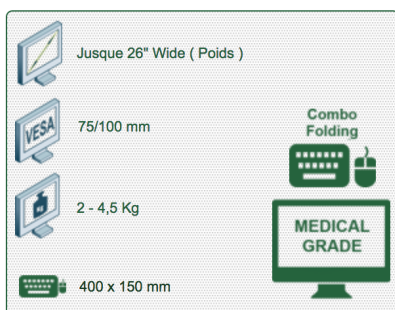 Jusque 26" Wide ( Poids )
VESA
75/100 mm
Combo
Folding
KG
2 - 4,5 Kg
MEDICAL
GRADE
400 x 150 mm